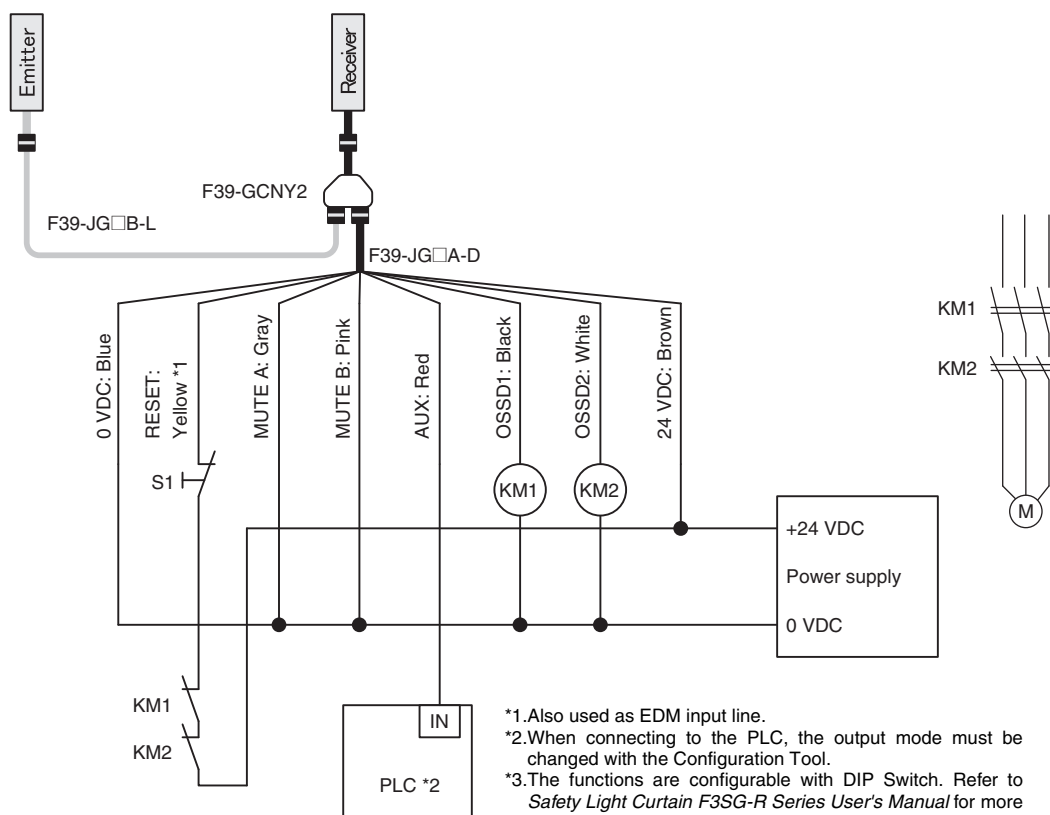 Emitter
Receiver
F39-GCNY2
F39-JG□B-L
F39-JG□A-D
0 VDC: Blue
RESET:
Yellow *1
MUTE A: Gray
MUTE B: Pink
AUX: Red
OSSD1: Black
OSSD2: White
24 VDC: Brown
KM1
KM2
M
S1
KM1
KM2
+24 VDC
Power supply
0 VDC
KM1
KM2
IN
PLC *2
*1.Also used as EDM input line.
*2.When connecting to the PLC, the output mode must be
changed with the Configuration Tool.
*3.The functions are configurable with DIP Switch. Refer to
Safety Light Curtain F3SG-R Series User's Manual for more